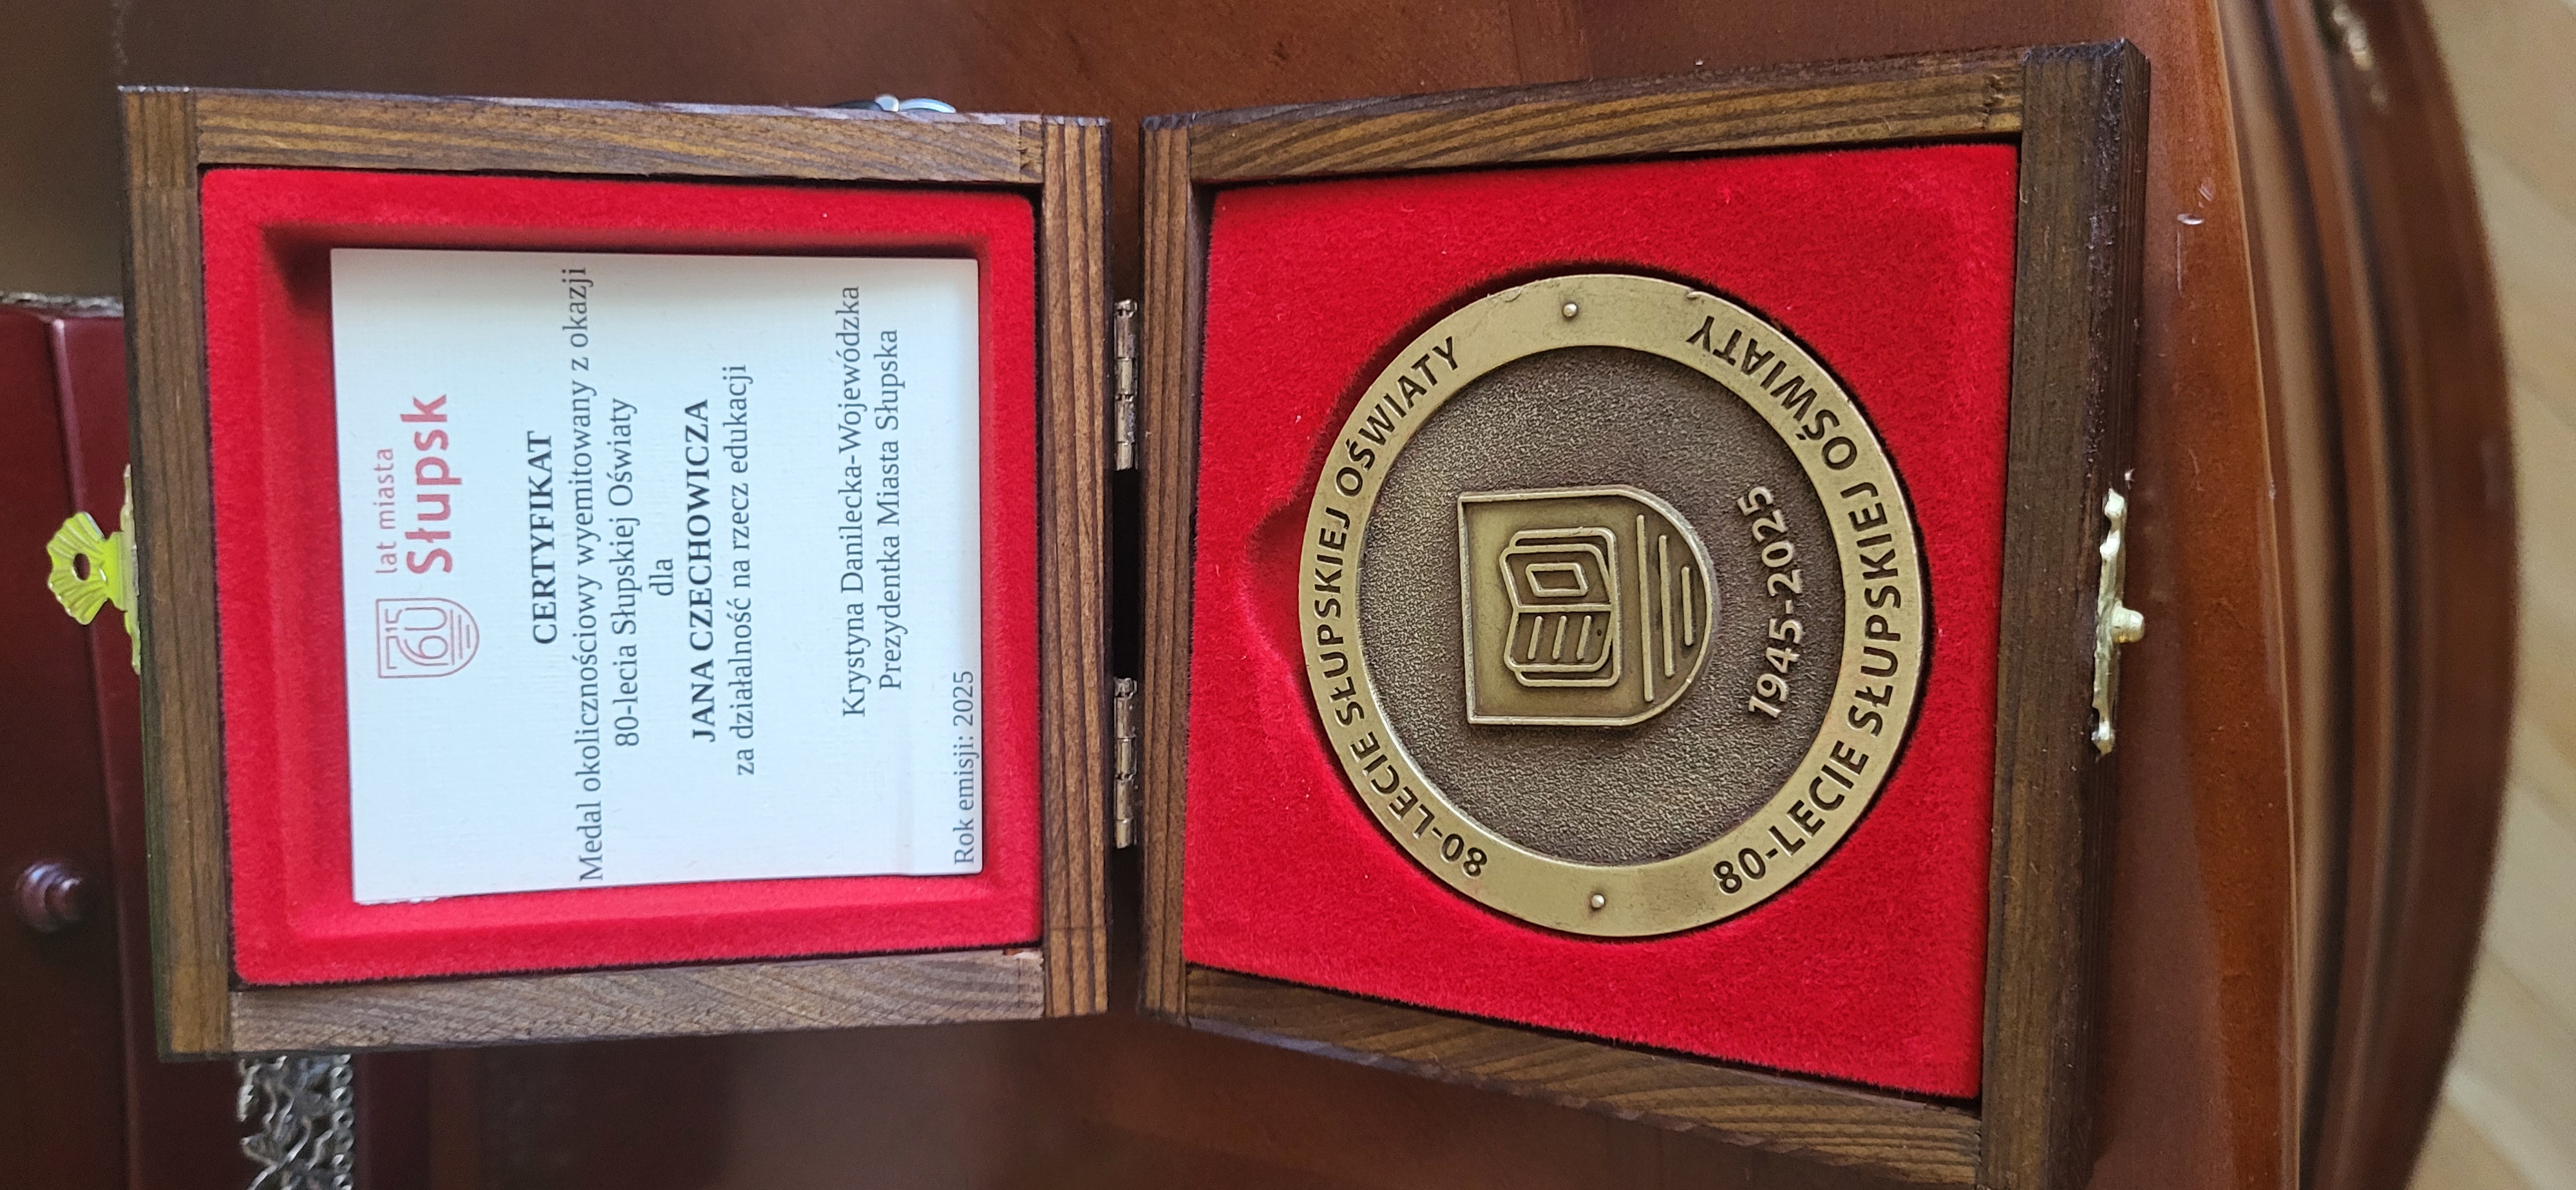 760
lat miasta
Słupsk
CERTYFIKAT
Medal okolicznościowy wyemitowany z okazji
80-lecia Słupskiej Oświaty
dla
JANA CZECHOWICZA
za działalność na rzecz edukacji
Krystyna Danilecka-Wojewódzka
Prezydentka Miasta Słupska
Rok emisji: 2025
80-LECIE SŁUPSKIEJ OŚWIATY
1945-2025
80-LECIE SŁUPSKIEJ OŚWIATY